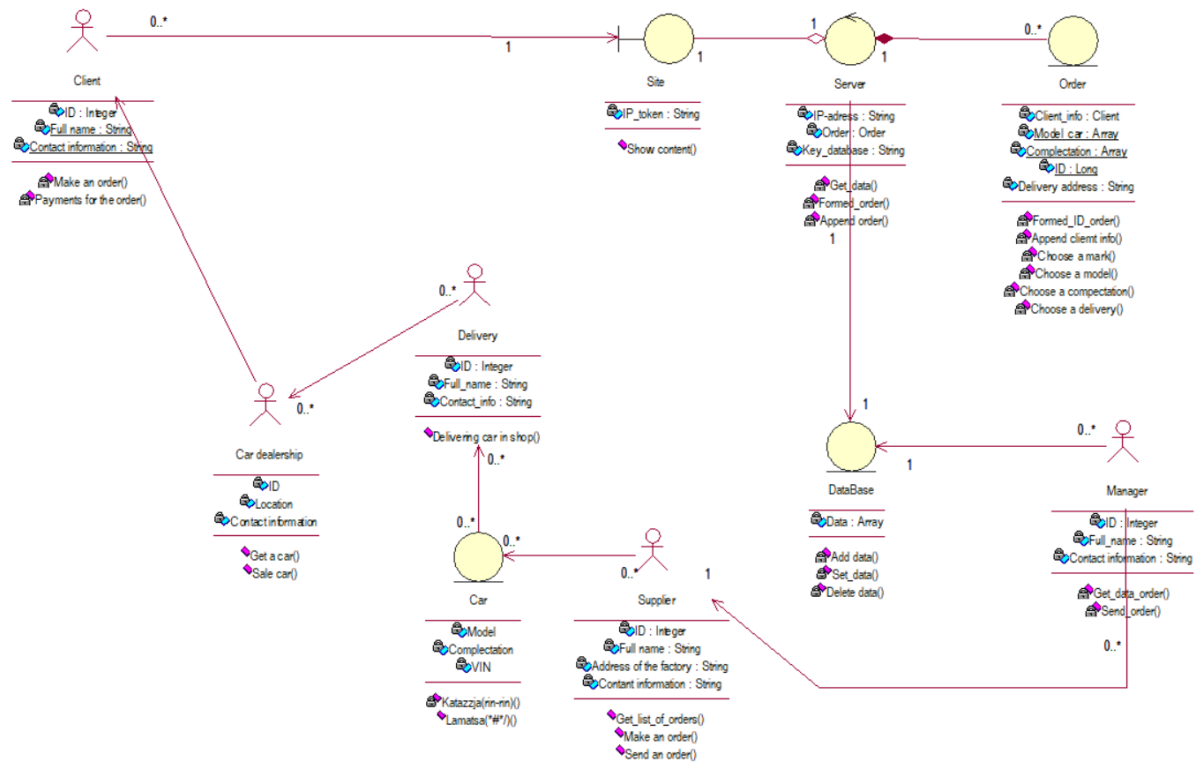 0..*
1
1
1
1
0..*
Client
ID : Integer
Full name : String
Contact information : String
Make an order()
Payments for the order()
Site
IP_token : String
Show content()
Server
IP-adress : String
Order : Order
Key_database : String
Get_data()
Formed_order()
Append order()
1
1
Order
Client_info : Client
Model car : Array
Complectation : Array
ID : Long
Delivery address : String
Formed_ID_order()
Append cliemt info()
Choose a mark()
Choose a model()
Choose a compectation()
Choose a delivery()
0..*
Delivery
ID : Integer
Full_name : String
Contact_info : String
Delivering car in shop()
0..*
0..*
0..*
Car dealership
ID
Location
Contact information
Get a car()
Sale car()
DataBase
Data : Array
Add data()
Set_data()
Delete data()
1
0..*
Manager
ID : Integer
Full_name : String
Contact information : String
Get_data_order()
Send_order()
0..*
0..*
Car
Model
Complectation
VIN
Katazzja(rin-rin)()
Lamatsa(*#*/)()
0..*
1
Supplier
ID : Integer
Full name : String
Address of the factory : String
Contant information : String
Get_list_of_orders()
Make an order()
Send an order()